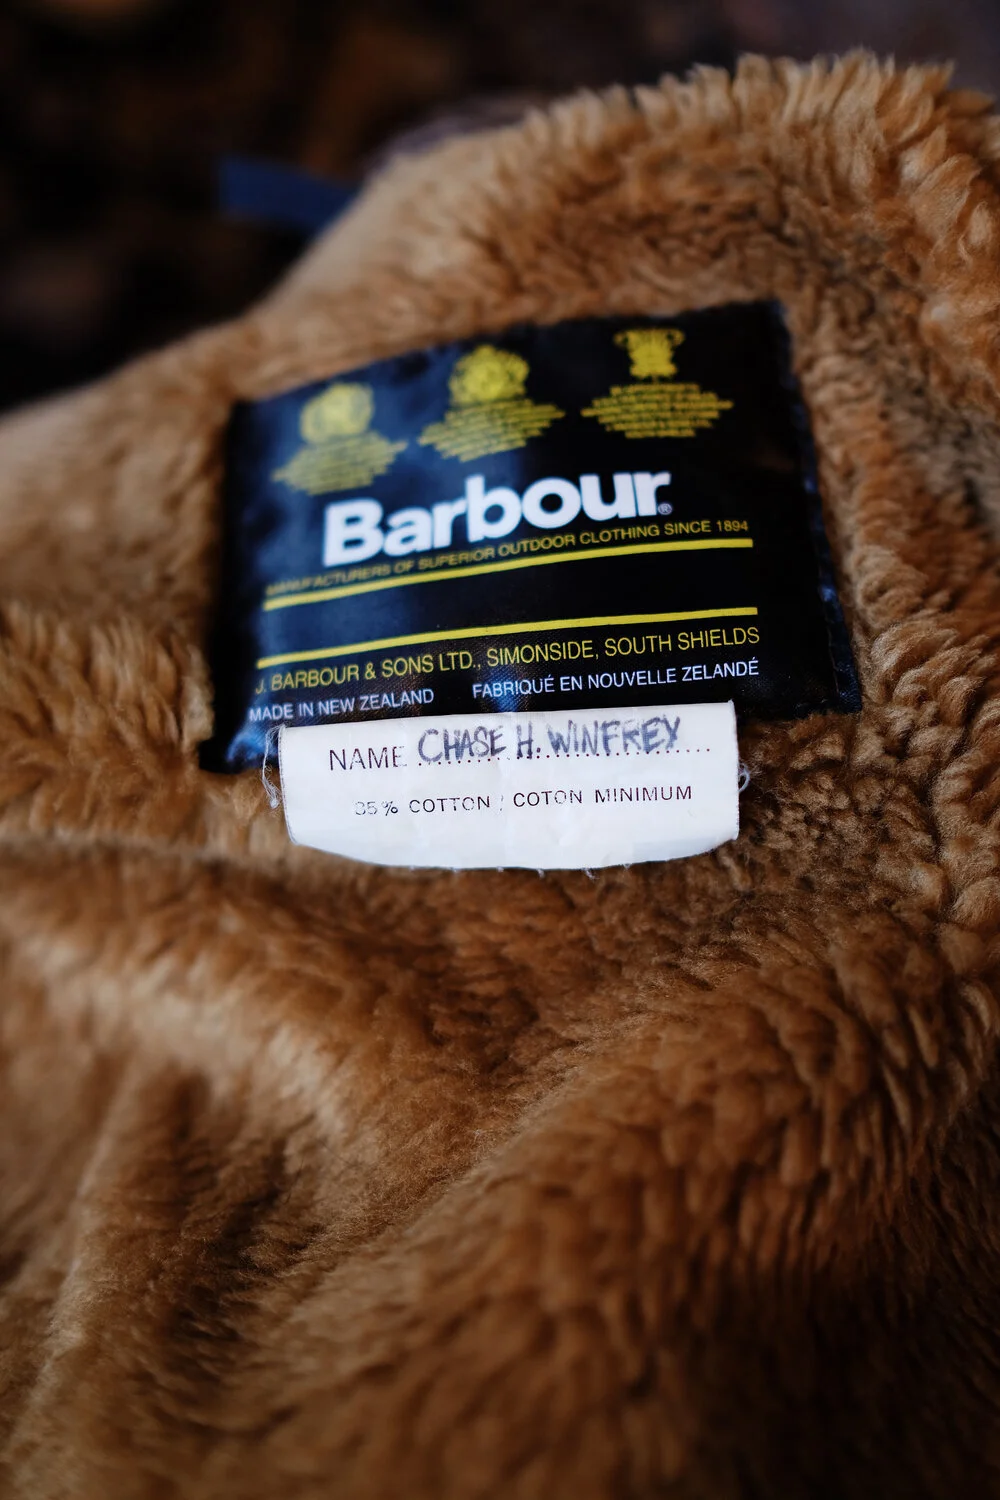 Barbour®
MANUFACTURERS OF SUPERIOR OUTDOOR CLOTHING SINCE 1894
J. BARBOUR & SONS LTD., SIMONSIDE, SOUTH SHIELDS
MADE IN NEW ZEALAND FABRIQUÉ EN NOUVELLE ZELANDÉ
NAME CHASE H. WINFREY
COTTON / COTON MINIMUM